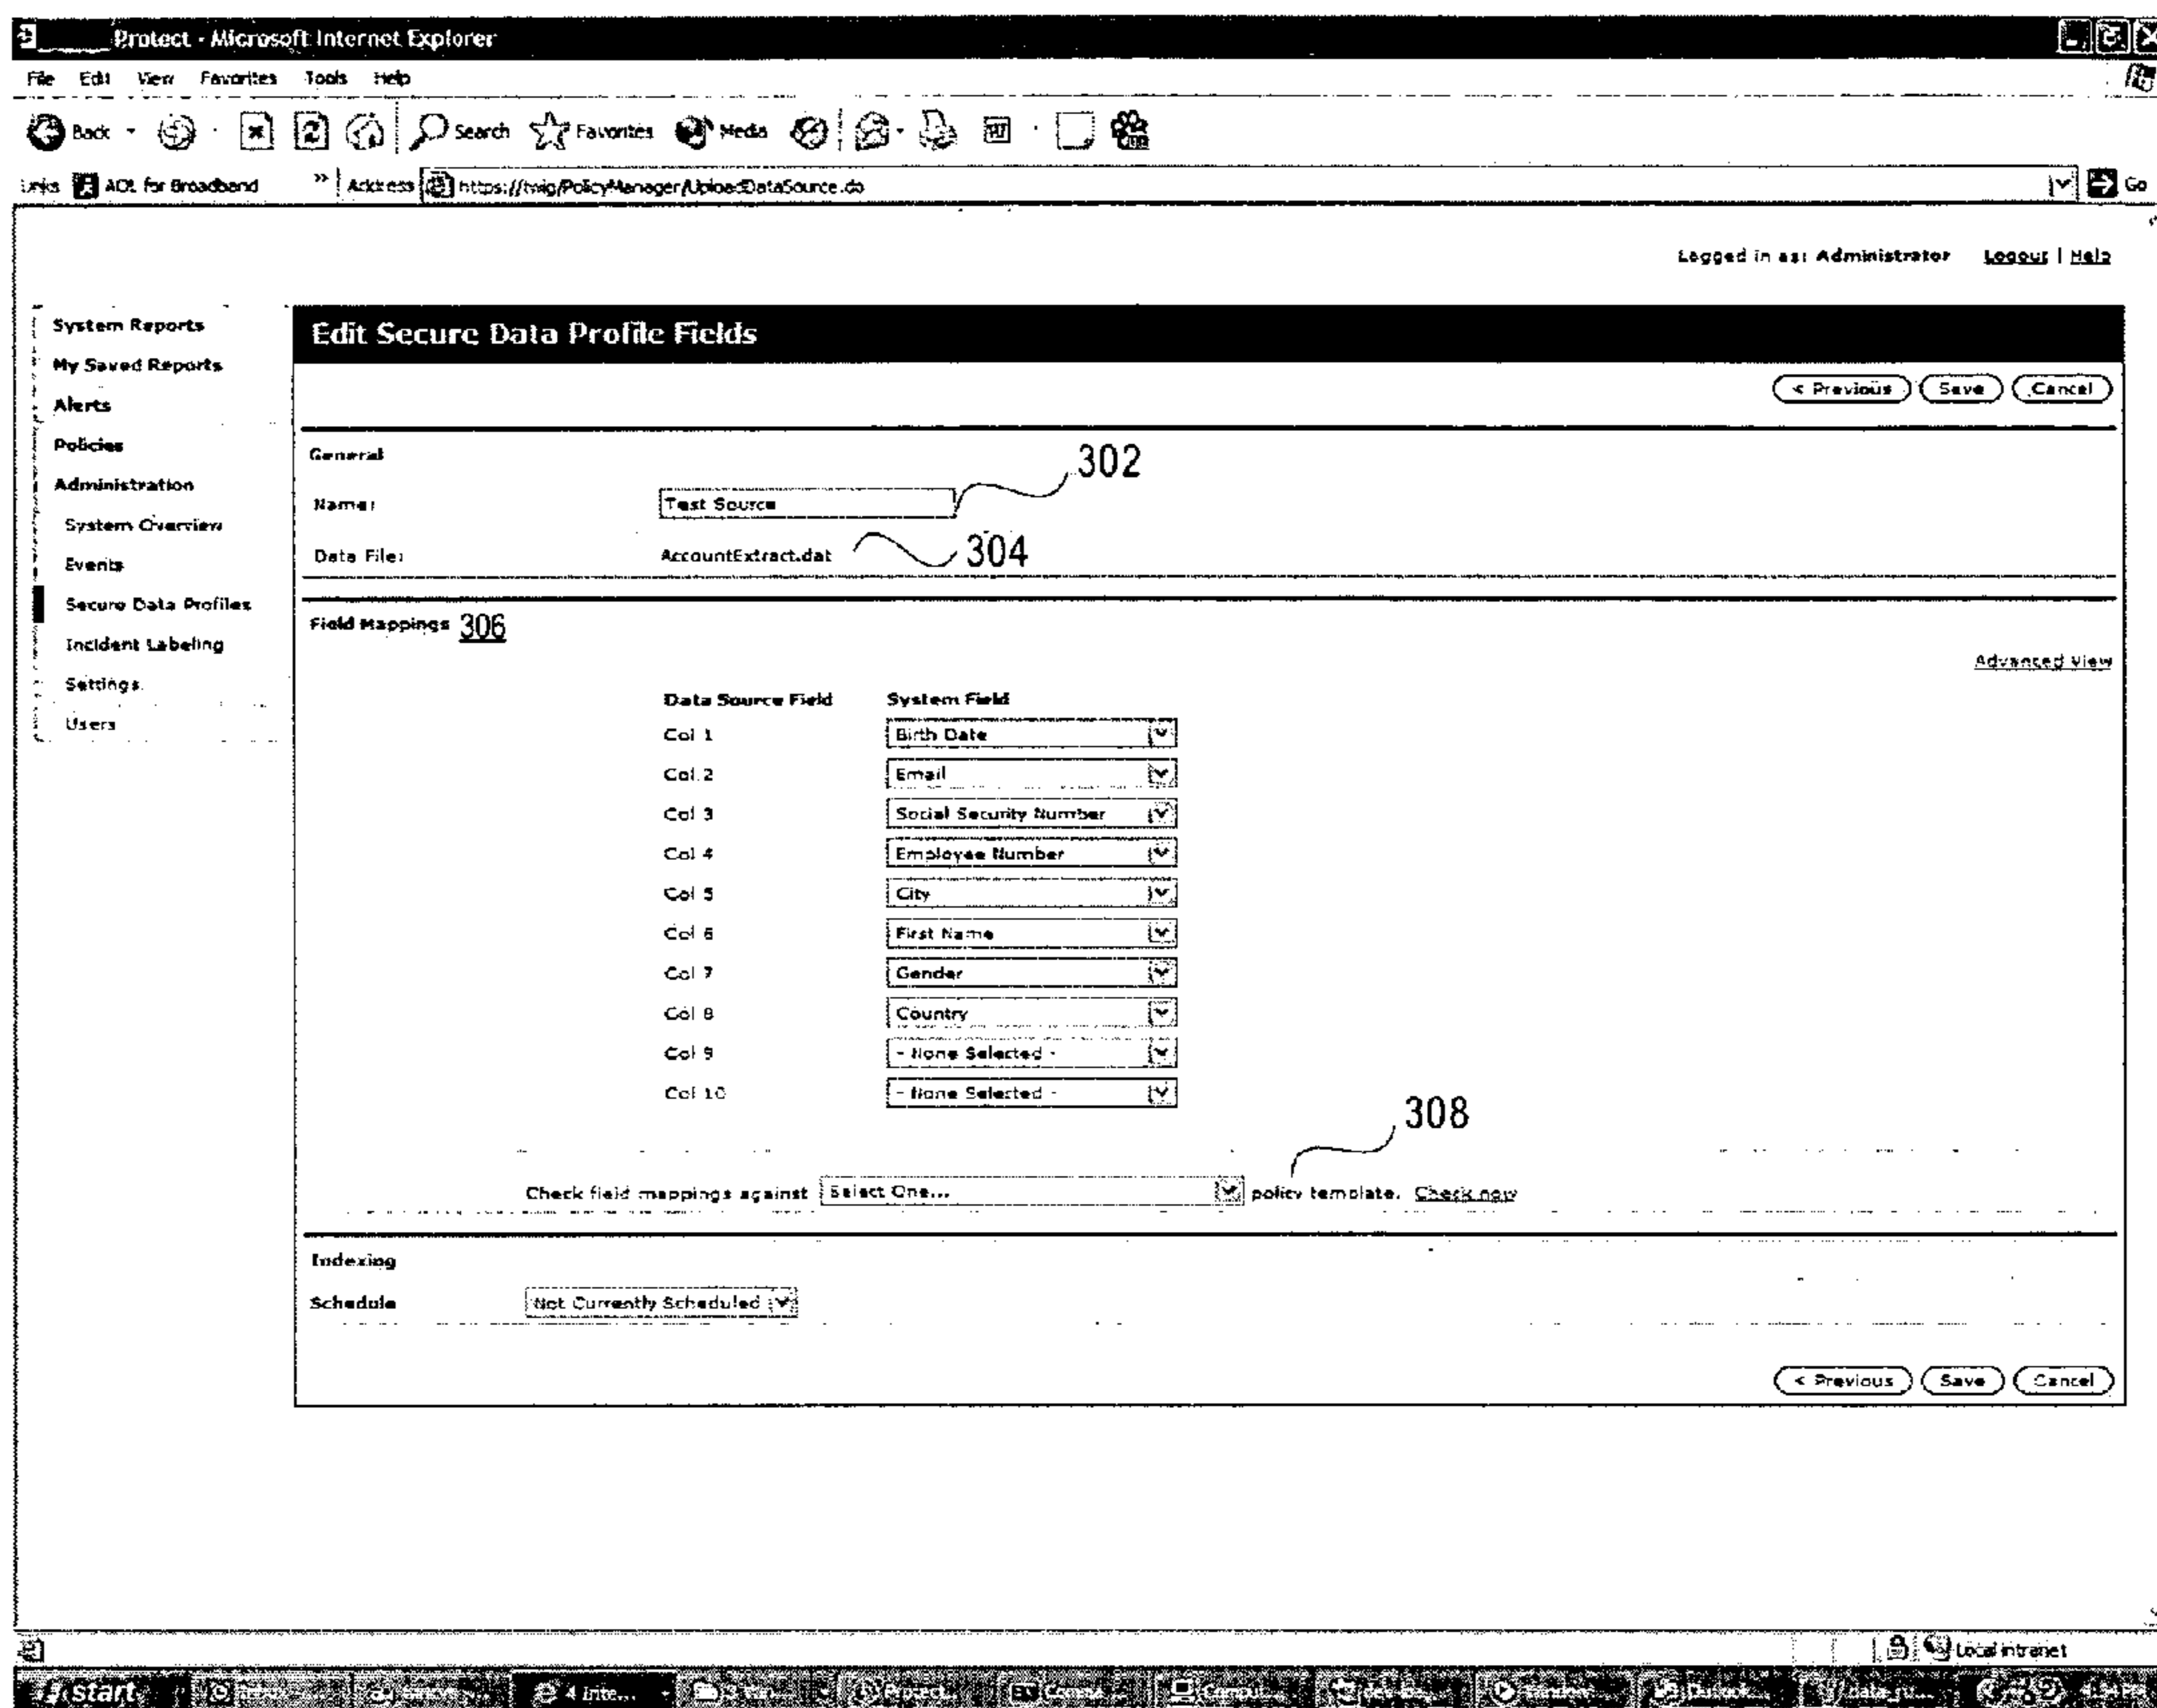 Protect - Microsoft Internet Explorer
File Edit View Favorites Tools Help
Back Search Favorites Media
Links AOL for Broadband » Address https://twig/PolicyManager/UploadDataSource.do Go
Logged in as: Administrator Logout | Help
System Reports
My Saved Reports
Alerts
Policies
Administration
System Overview
Events
Secure Data Profiles
Incident Labeling
Settings
Users
Edit Secure Data Profile Fields
< Previous Save Cancel
General
302
Name: Test Source
Data File: AccountExtract.dat 304
Field Mappings 306
Advanced View
Data Source Field System Field
Col 1 Birth Date
Col 2 Email
Col 3 Social Security Number
Col 4 Employee Number
Col 5 City
Col 6 First Name
Col 7 Gender
Col 8 Country
Col 9 - None Selected -
Col 10 - None Selected -
308
Check field mappings against Select One... policy template. Check now
Indexing
Schedule Not Currently Scheduled
< Previous Save Cancel
Local intranet
start 4 Inte...